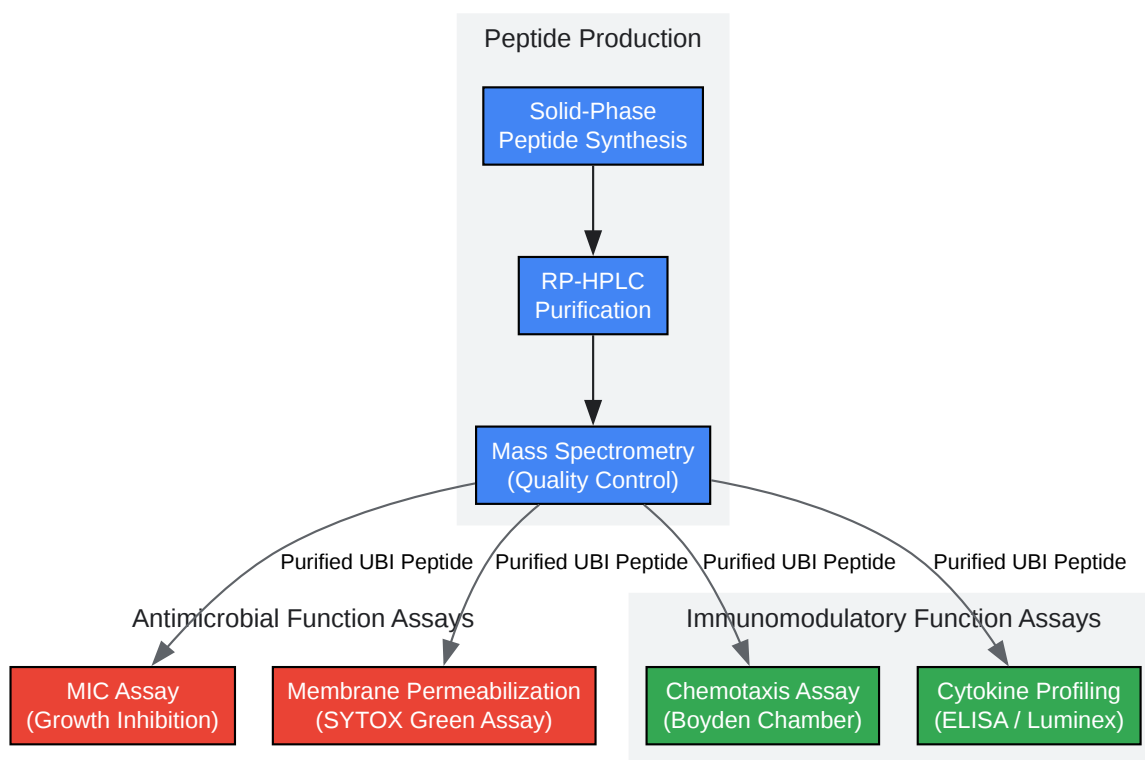 Peptide Production
Solid-Phase
Peptide Synthesis
RP-HPLC
Purification
Mass Spectrometry
(Quality Control)
Purified UBI Peptide
Purified UBI Peptide
Purified UBI Peptide
Purified UBI Peptide
Antimicrobial Function Assays
Immunomodulatory Function Assays
MIC Assay
(Growth Inhibition)
Membrane Permeabilization
(SYTOX Green Assay)
Chemotaxis Assay
(Boyden Chamber)
Cytokine Profiling
(ELISA / Luminex)